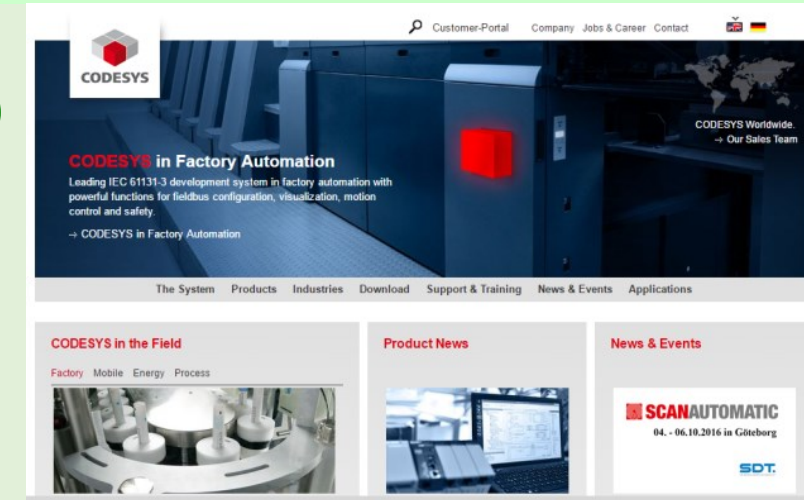 Customer-Portal Company Jobs & Career Contact
CODESYS
CODESYS Worldwide.
→ Our Sales Team
CODESYS in Factory Automation
Leading IEC 61131-3 development system in factory automation with
powerful functions for fieldbus configuration, visualization, motion
control and safety.
→ CODESYS in Factory Automation
The System Products Industries Download Support & Training News & Events Applications
CODESYS in the Field
Factory Mobile Energy Process
Product News
News & Events
SCANAUTOMATIC
04. - 06.10.2016 in Göteborg
SDT.